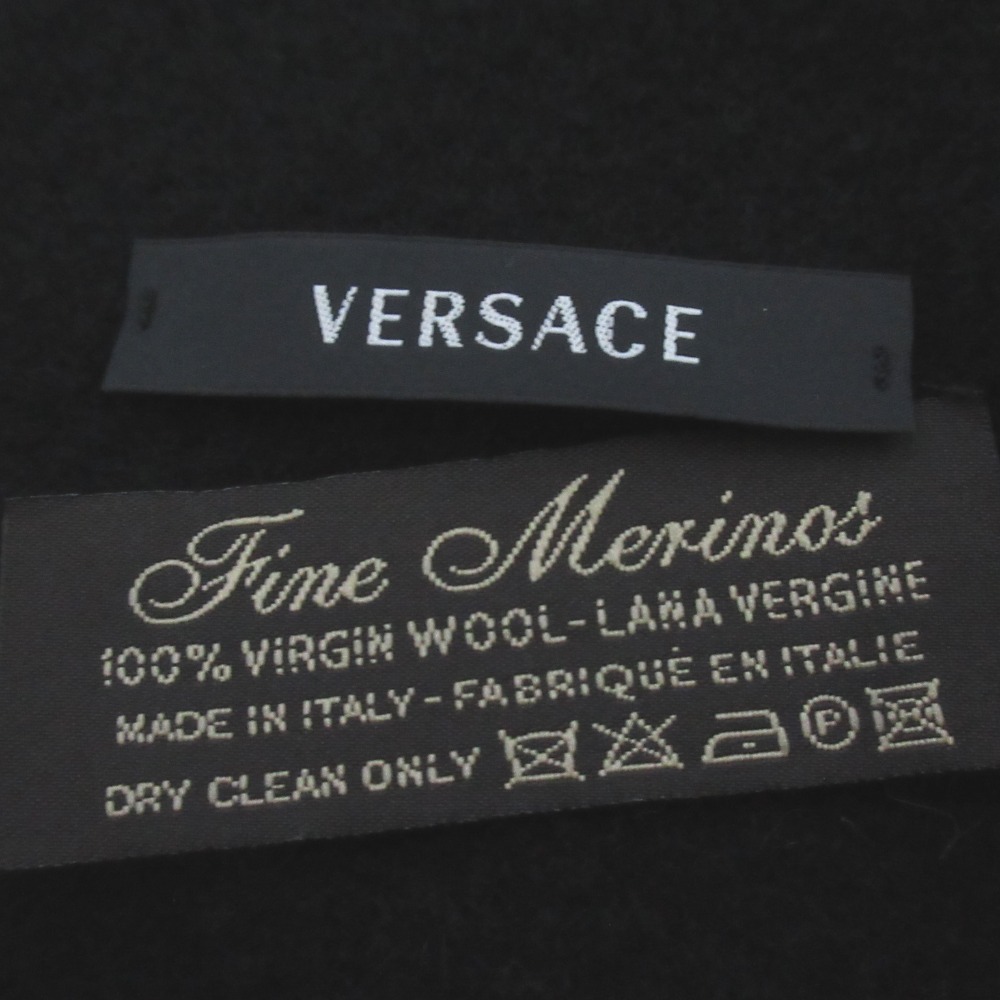 VERSACE
Fine Merinos
100% VIRGIN WOOL-LANA VERGINE
MADE IN ITALY-FABRIQUÉ EN ITALIE
DRY CLEAN ONLY P